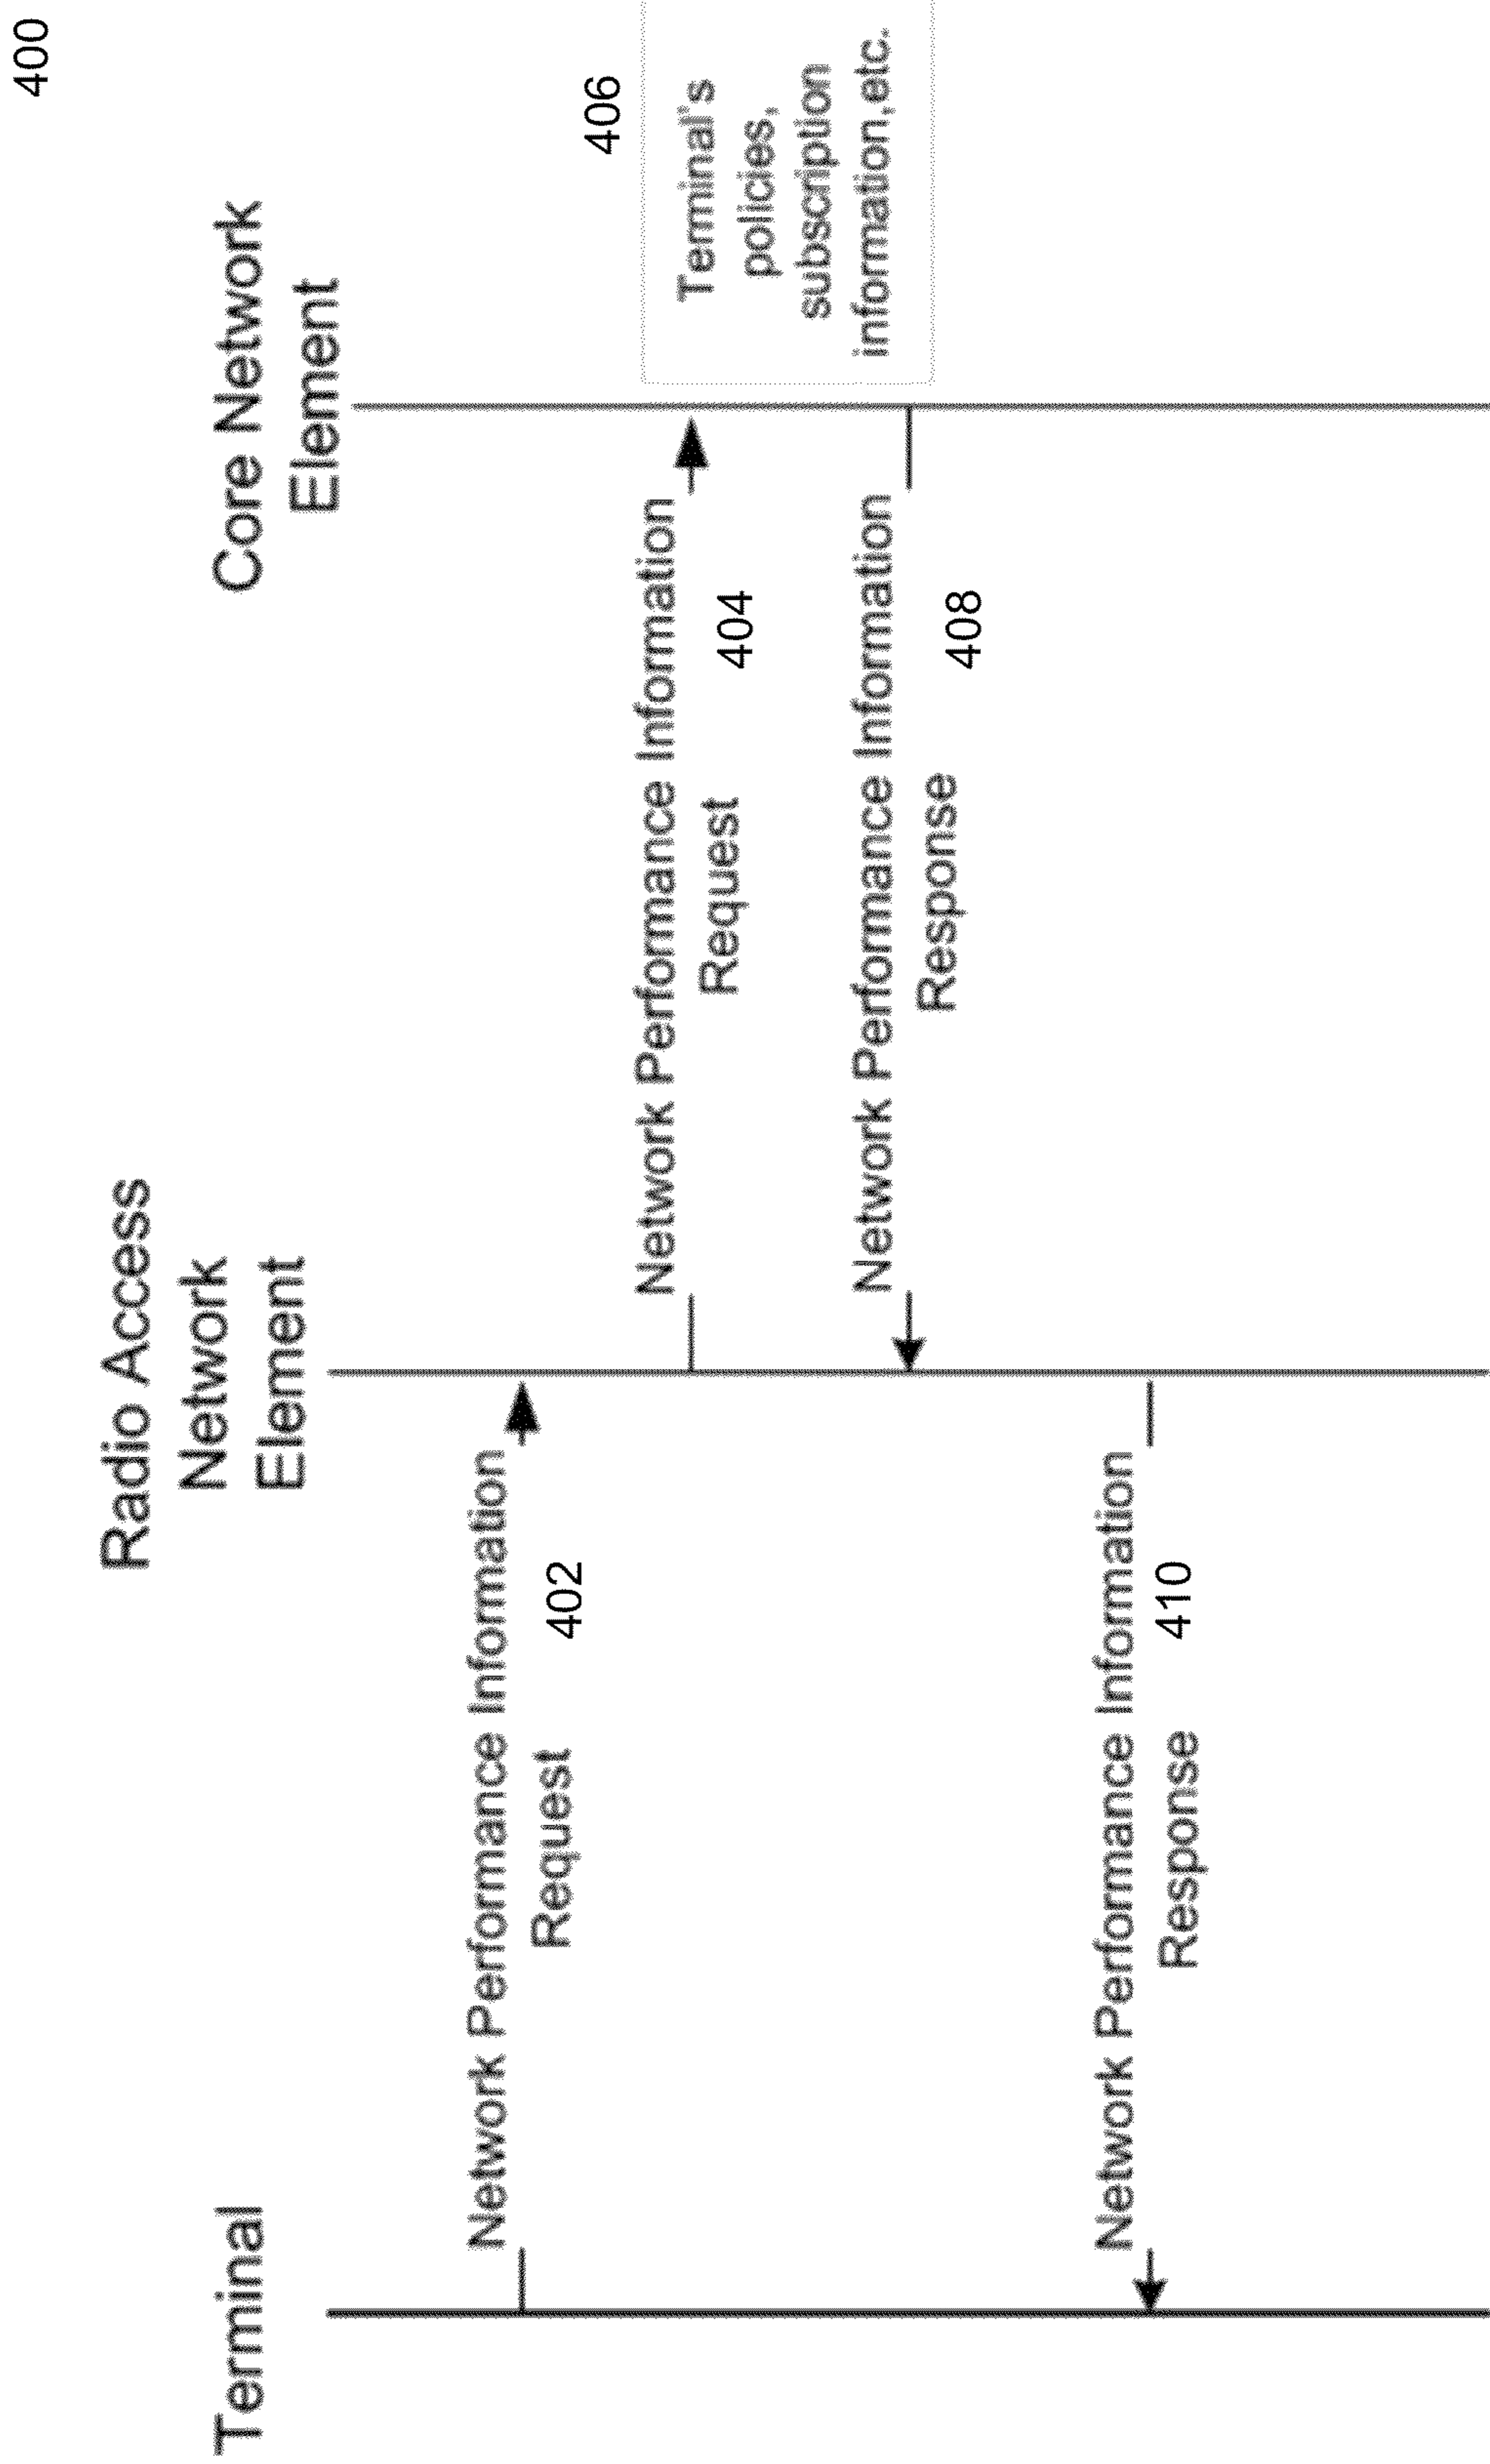 400
Terminal
Radio Access
Network
Element
Core Network
Element
Network Performance Information
Request
402
Network Performance Information
Request
404
406
Terminal's
policies,
subscription
information,etc.
Network Performance Information
Response
408
Network Performance Information
Response
410